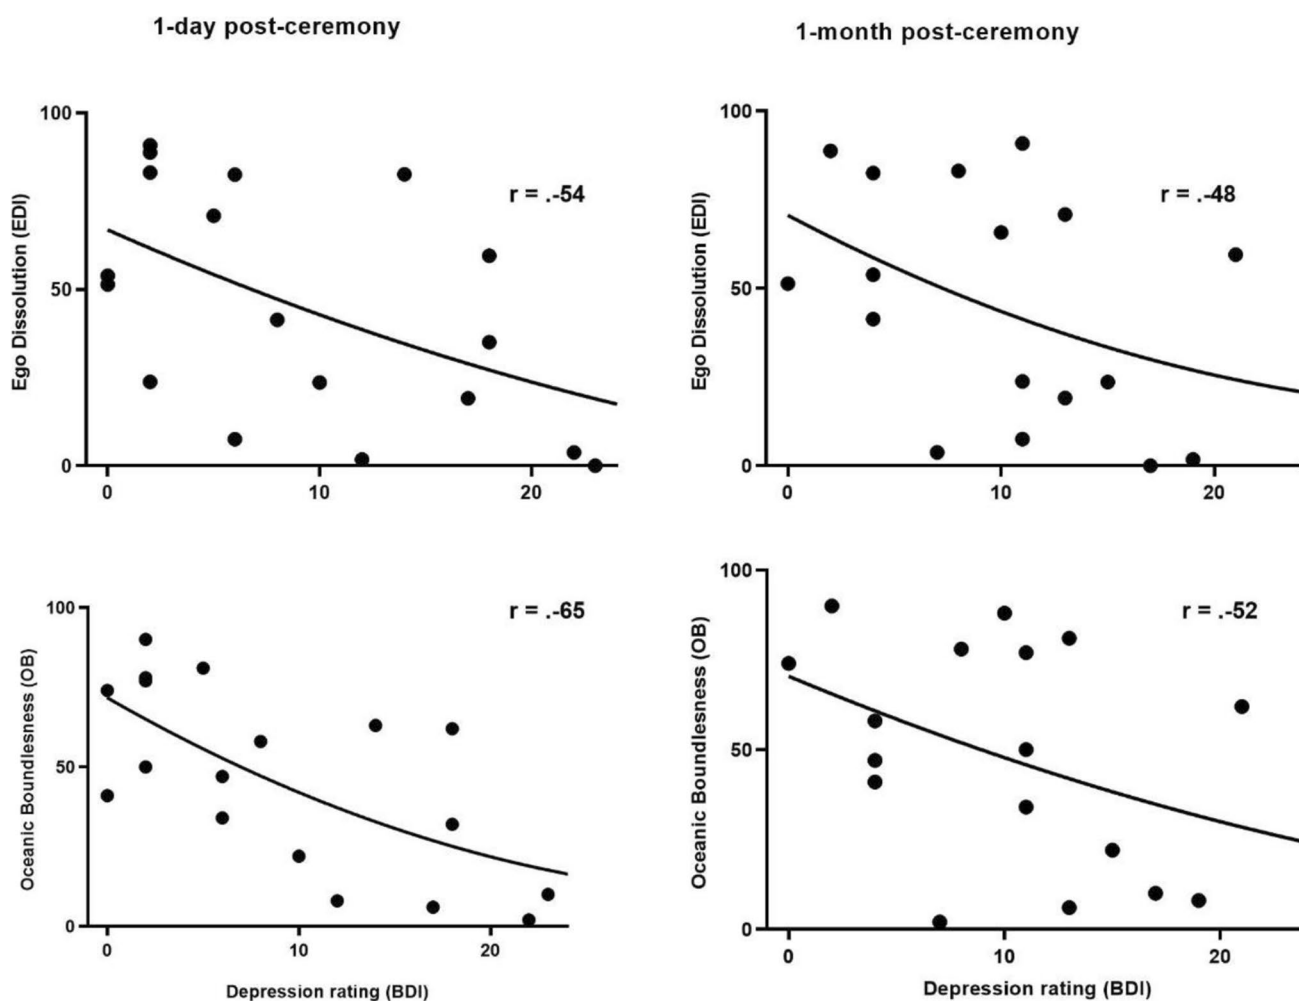 1-day post-ceremony
1-month post-ceremony
Ego Dissolution (EDI)
100
50
0
0
10
20
r = .-54
Ego Dissolution (EDI)
100
50
0
0
10
20
r = .-48
Oceanic Boundlesness (OB)
100
50
0
0
10
20
r = .-65
Depression rating (BDI)
Oceanic Boundlesness (OB)
100
50
0
0
10
20
r = .-52
Depression rating (BDI)